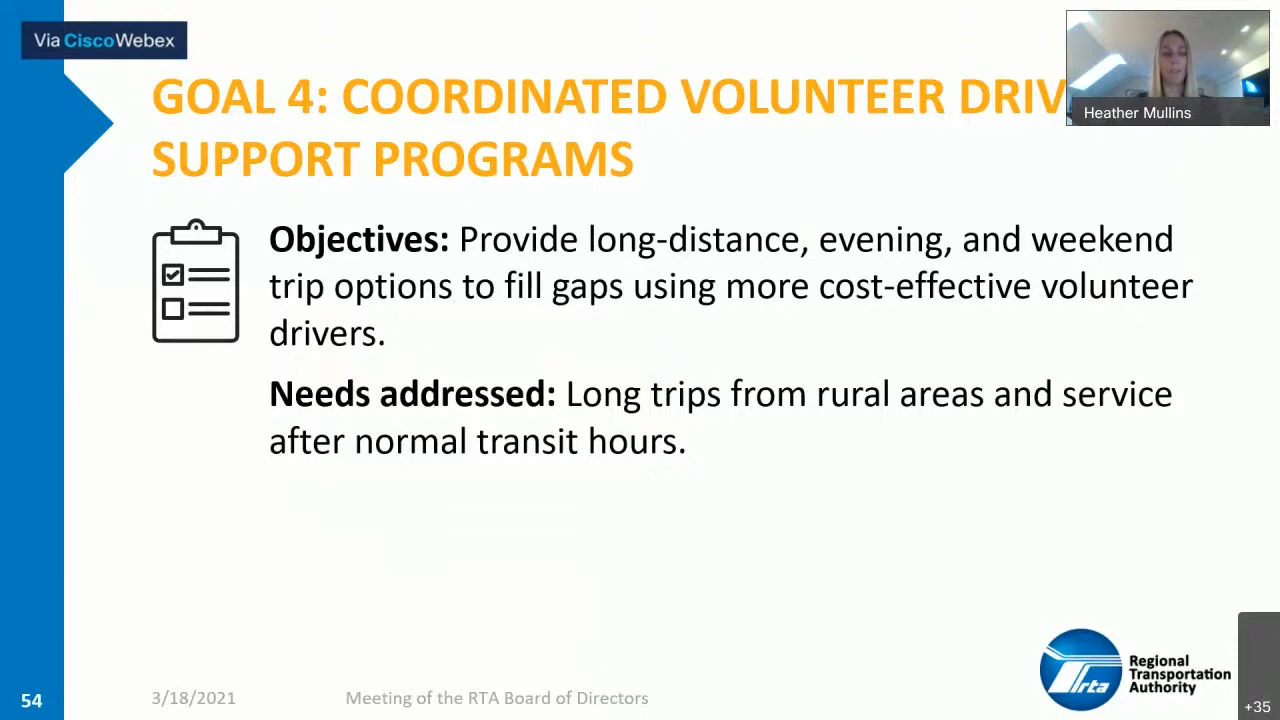 Via CiscoWebex
GOAL 4: COORDINATED VOLUNTEER DRIV
SUPPORT PROGRAMS
Heather Mullins
Objectives: Provide long-distance, evening, and weekend
trip options to fill gaps using more cost-effective volunteer
drivers.
Needs addressed: Long trips from rural areas and service
after normal transit hours.
rta
Regional
Transportation
Authority
54
3/18/2021
Meeting of the RTA Board of Directors
+35